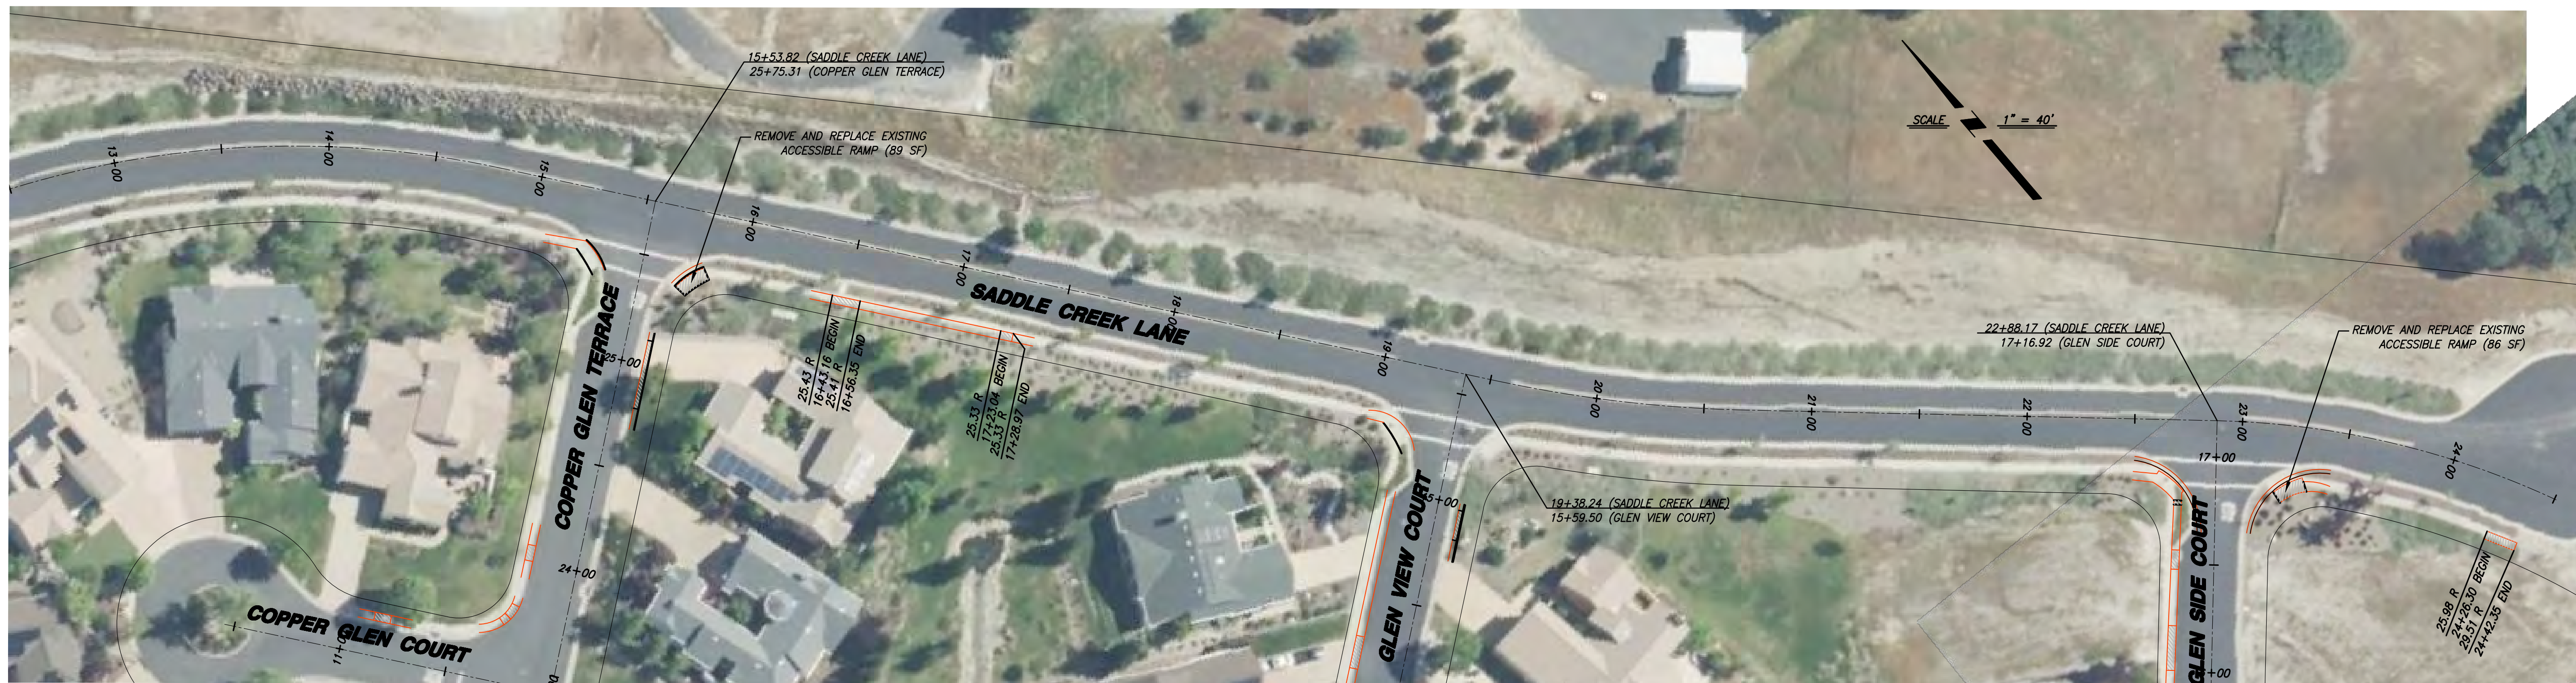 15+53.82 (SADDLE CREEK LANE)
25+75.31 (COPPER GLEN TERRACE)
REMOVE AND REPLACE EXISTING
ACCESSIBLE RAMP (89 SF)
SCALE 1" = 40'
13+00
14+00
15+00
16+00
17+00
18+00
19+00
20+00
21+00
22+00
23+00
24+00
SADDLE CREEK LANE
22+88.17 (SADDLE CREEK LANE)
17+16.92 (GLEN SIDE COURT)
REMOVE AND REPLACE EXISTING
ACCESSIBLE RAMP (86 SF)
25.43 R
16+43.16 BEGIN
25.41 R
16+56.35 END
25.33 R
17+23.04 BEGIN
25.33 R
17+28.97 END
19+38.24 (SADDLE CREEK LANE)
15+59.50 (GLEN VIEW COURT)
25.98 R
24+26.30 BEGIN
29.51 R
24+42.35 END
COPPER GLEN TERRACE
25+00
24+00
COPPER GLEN COURT
GLEN VIEW COURT
GLEN SIDE COURT
17+00